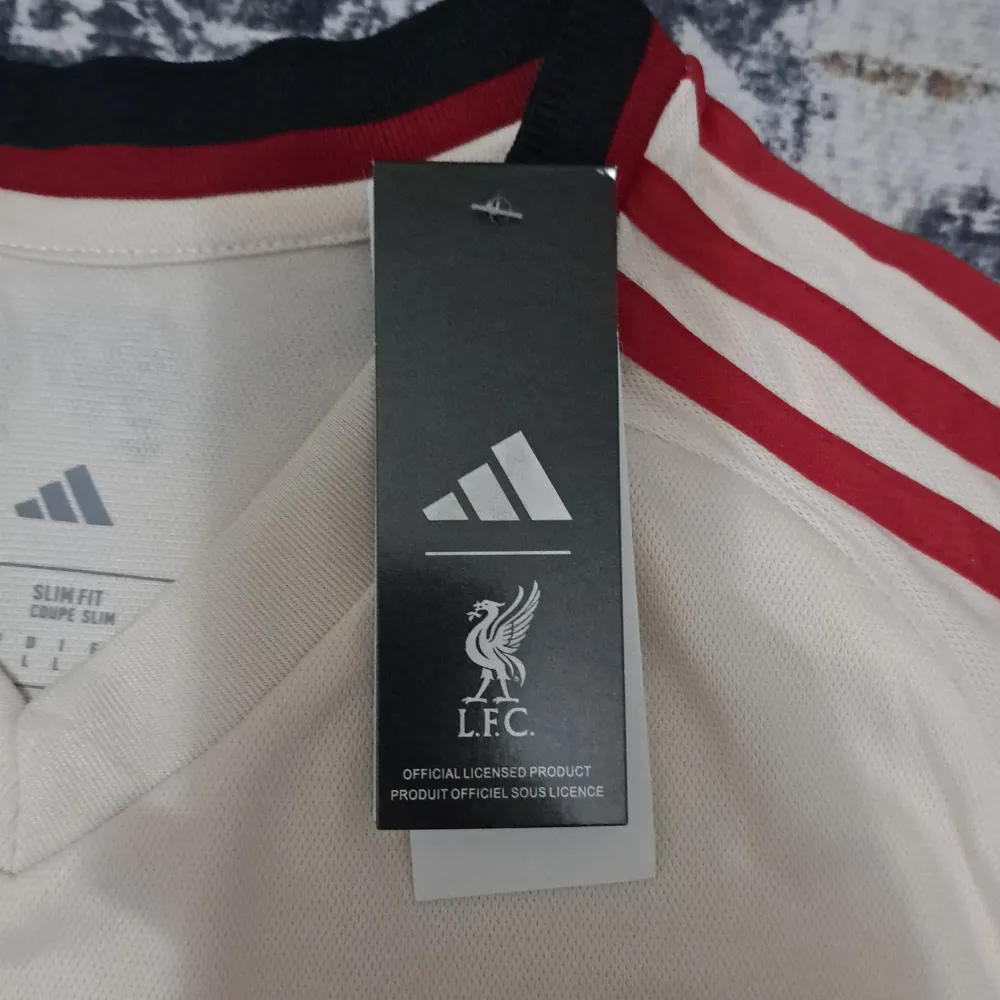 SLIM FIT
COUPE SLIM
D I F
L L
L.F.C.
OFFICIAL LICENSED PRODUCT
PRODUIT OFFICIEL SOUS LICENCE